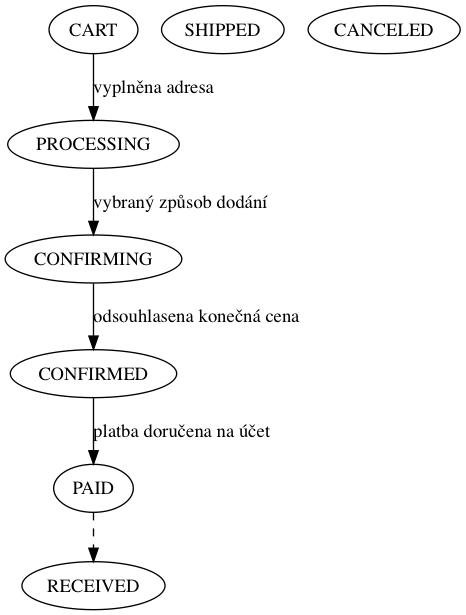 CART SHIPPED CANCELED
vyplněna adresa
PROCESSING
vybraný způsob dodání
CONFIRMING
odsouhlasena konečná cena
CONFIRMED
platba doručena na účet
PAID
RECEIVED